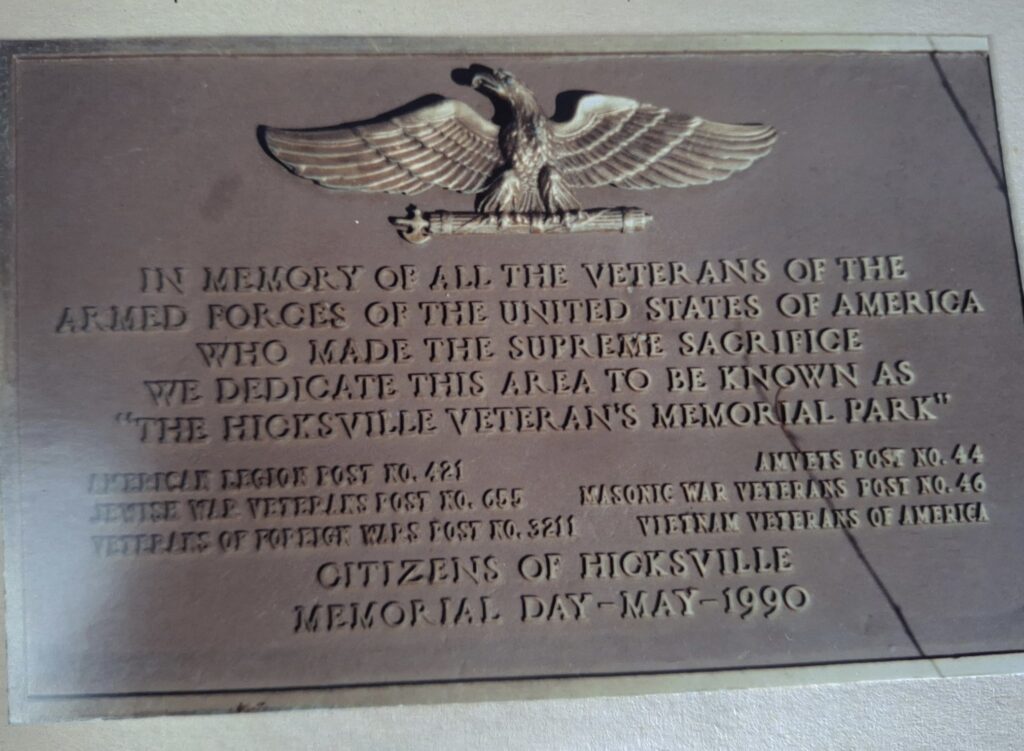 IN MEMORY OF ALL THE VETERANS OF THE
ARMED FORCES OF THE UNITED STATES OF AMERICA
WHO MADE THE SUPREME SACRIFICE
WE DEDICATE THIS AREA TO BE KNOWN AS
"THE HICKSVILLE VETERAN'S MEMORIAL PARK"
AMERICAN LEGION POST NO. 421
AMVETS POST NO. 44
JEWISH WAR VETERANS POST NO. 655
MASONIC WAR VETERANS POST NO. 46
VETERANS OF FOREIGN WARS POST NO. 3211
VIETNAM VETERANS OF AMERICA
CITIZENS OF HICKSVILLE
MEMORIAL DAY-MAY-1990